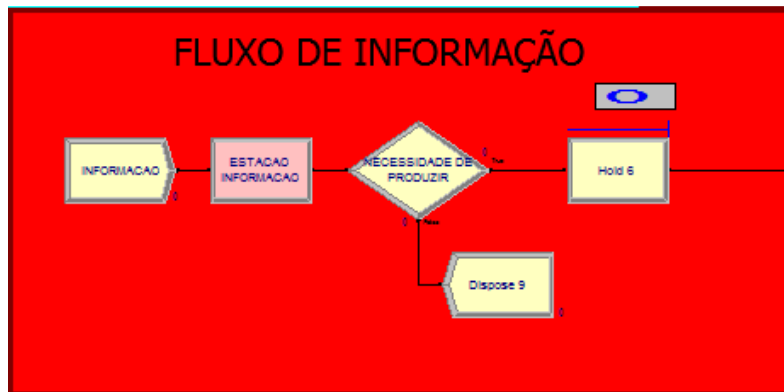 FLUXO DE INFORMAÇÃO
INFORMACAO
0
ESTACAO
INFORMACAO
NECESSIDADE DE
PRODUZIR
0
True
0
False
Hold 6
Dispose 9
0